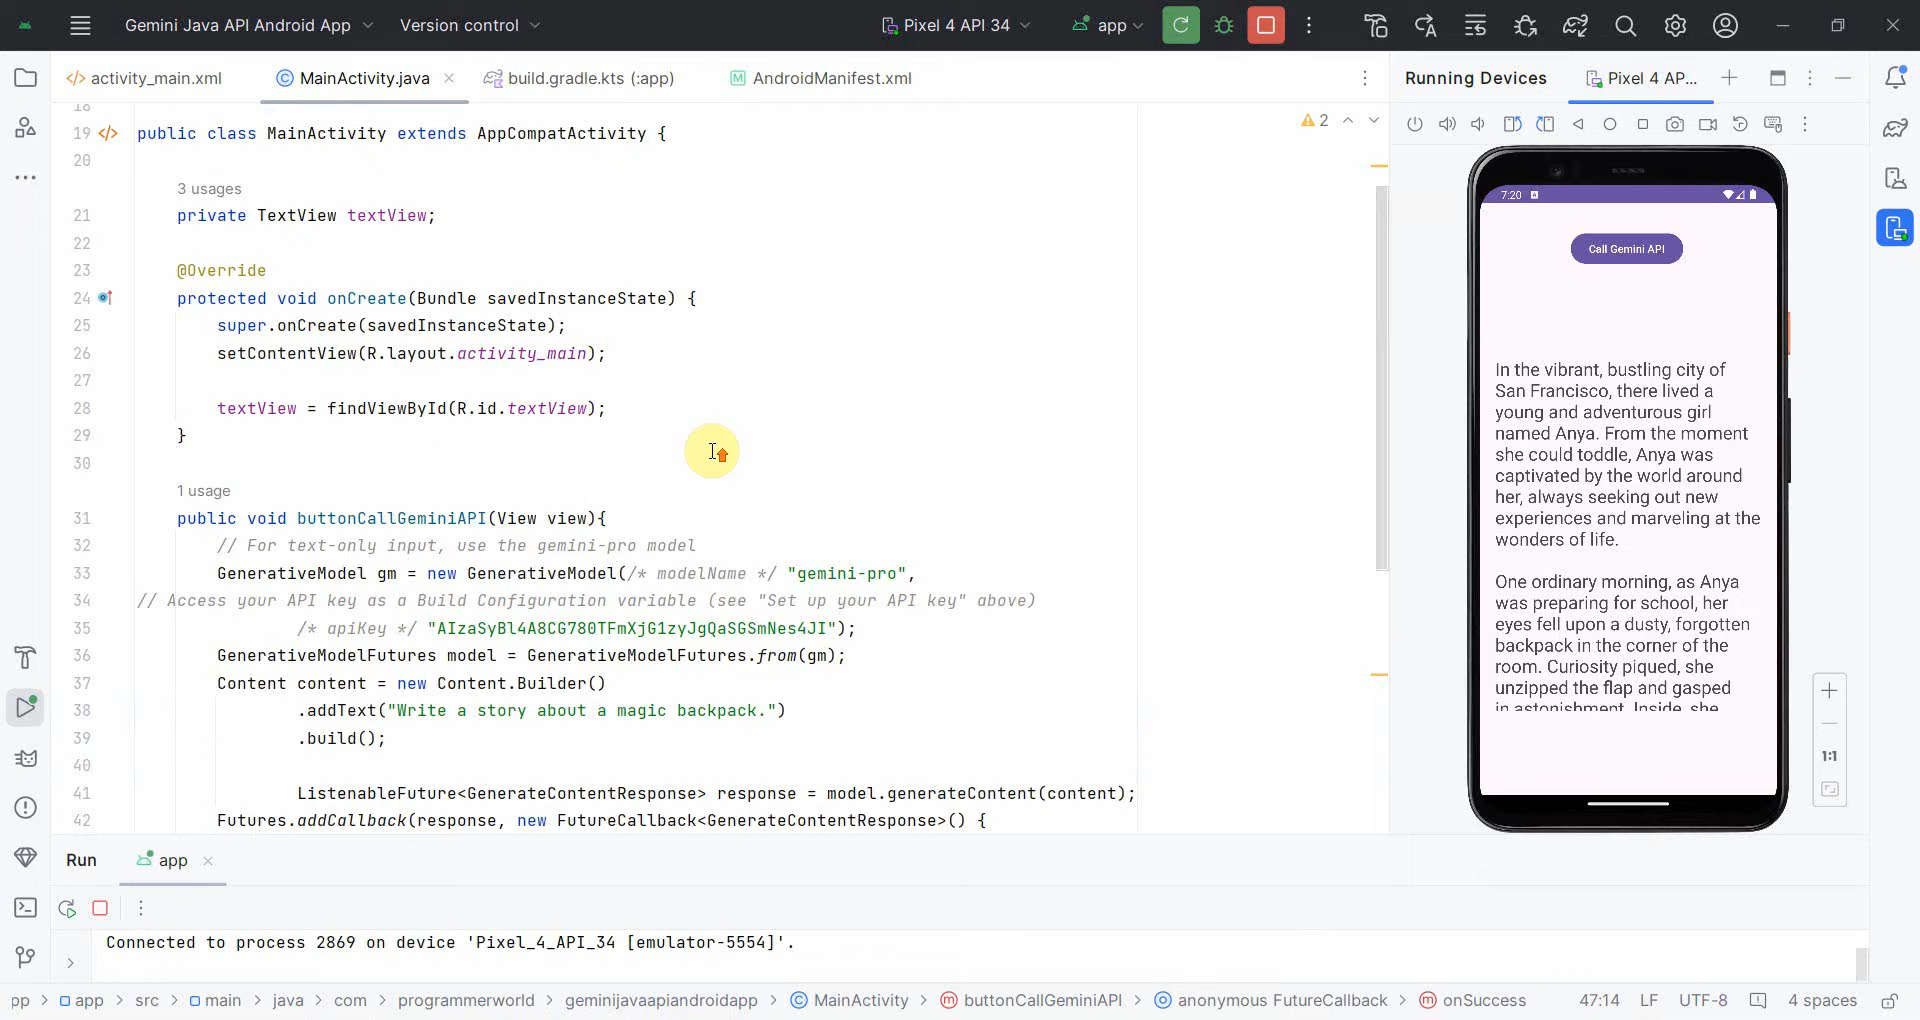 Gemini Java API Android App
Version control
Pixel 4 API 34
app
activity_main.xml
MainActivity.java
build.gradle.kts (:app)
AndroidManifest.xml
Running Devices
Pixel 4 AP...
18
19 public class MainActivity extends AppCompatActivity {
2
20
3 usages
21 private TextView textView;
22
23 @Override
24 protected void onCreate(Bundle savedInstanceState) {
25 super.onCreate(savedInstanceState);
26 setContentView(R.layout.activity_main);
27
28 textView = findViewById(R.id.textView);
29 }
30
1 usage
31 public void buttonCallGeminiAPI(View view){
32 // For text-only input, use the gemini-pro model
33 GenerativeModel gm = new GenerativeModel(/* modelName */ "gemini-pro",
34 // Access your API key as a Build Configuration variable (see "Set up your API key" above)
35 /* apiKey */ "AIzaSyBl4A8CG780TFmXjG1zyJgQaSGSmNes4JI");
36 GenerativeModelFutures model = GenerativeModelFutures.from(gm);
37 Content content = new Content.Builder()
38 .addText("Write a story about a magic backpack.")
39 .build();
40
41 ListenableFuture<GenerateContentResponse> response = model.generateContent(content);
42 Futures.addCallback(response, new FutureCallback<GenerateContentResponse>() {
7:20
Call Gemini API
In the vibrant, bustling city of
San Francisco, there lived a
young and adventurous girl
named Anya. From the moment
she could toddle, Anya was
captivated by the world around
her, always seeking out new
experiences and marveling at the
wonders of life.
One ordinary morning, as Anya
was preparing for school, her
eyes fell upon a dusty, forgotten
backpack in the corner of the
room. Curiosity piqued, she
unzipped the flap and gasped
in astonishment. Inside, she
1:1
Run
app
Connected to process 2869 on device 'Pixel_4_API_34 [emulator-5554]'.
pp > app > src > main > java > com > programmerworld > geminijavaapiandroidapp > MainActivity > buttonCallGeminiAPI > anonymous FutureCallback > onSuccess
47:14 LF UTF-8 4 spaces